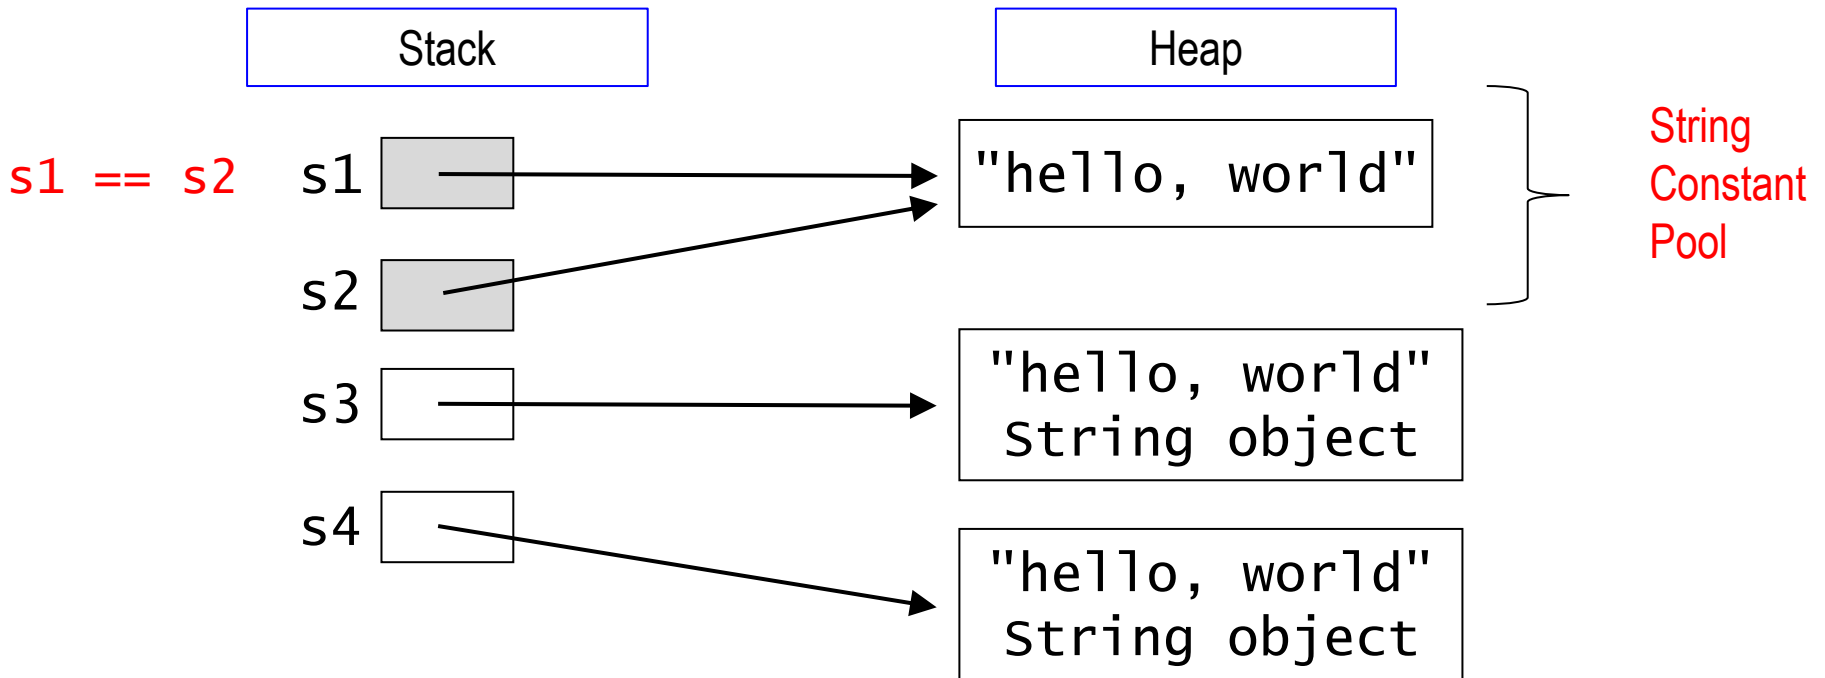 Stack
Heap
s1 == s2
s1
"hello, world"
String
Constant
Pool
s2
s3
"hello, world"
String object
s4
"hello, world"
String object